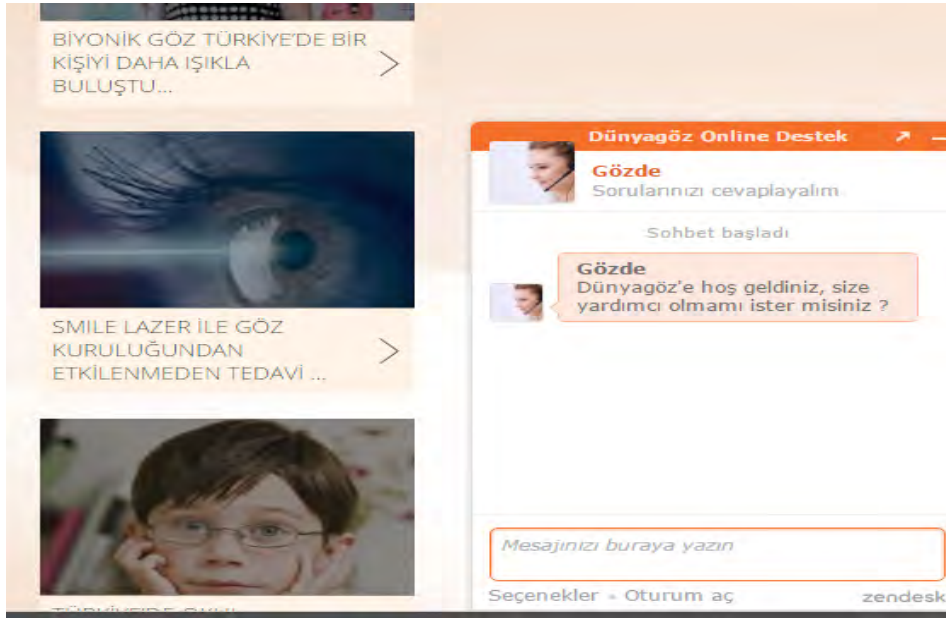 BİYONİK GÖZ TÜRKİYE'DE BİR
KİŞİYİ DAHA IŞIKLA
BULUŞTU...
SMILE LAZER İLE GÖZ
KURULUĞUNDAN
ETKİLENMEDEN TEDAVİ ...
Dünyagöz Online Destek
Gözde
Sorularınızı cevaplayalım
Sohbet başladı
Gözde
Dünyagöz'e hoş geldiniz, size
yardımcı olmamı ister misiniz ?
Mesajınızı buraya yazın
Seçenekler • Oturum aç
zendesk